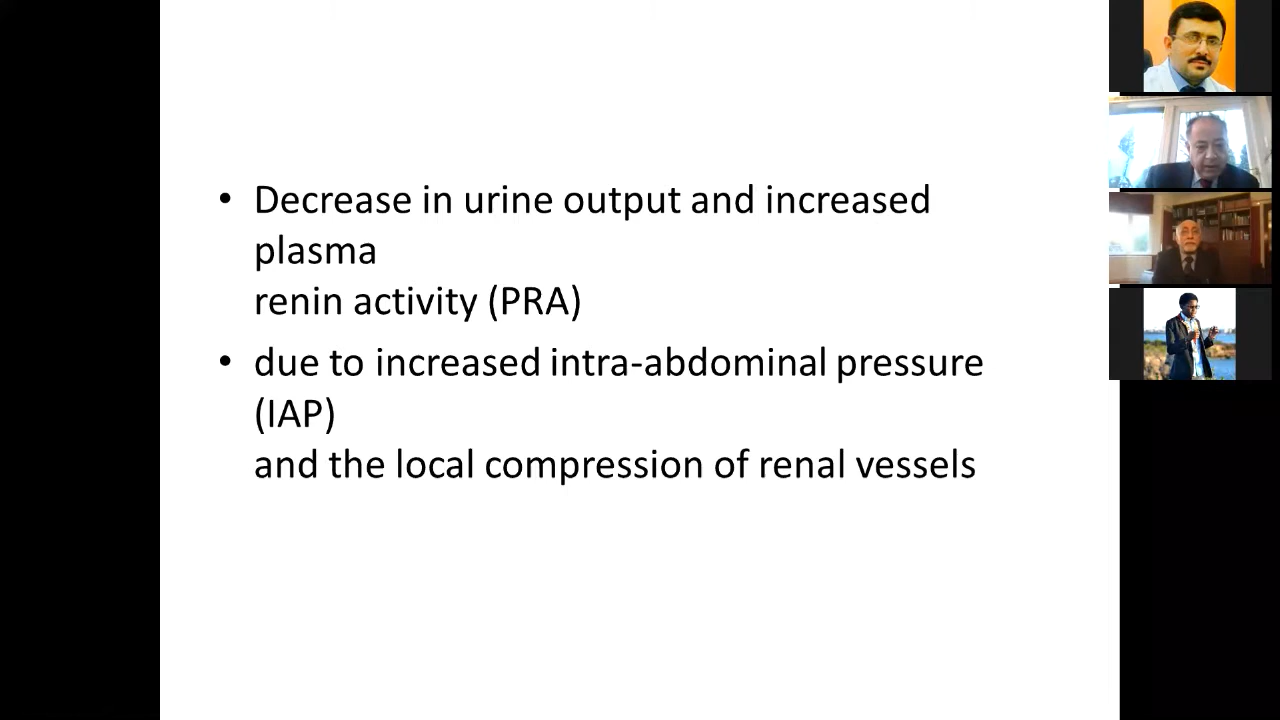 • Decrease in urine output and increased
plasma
renin activity (PRA)
• due to increased intra-abdominal pressure
(IAP)
and the local compression of renal vessels